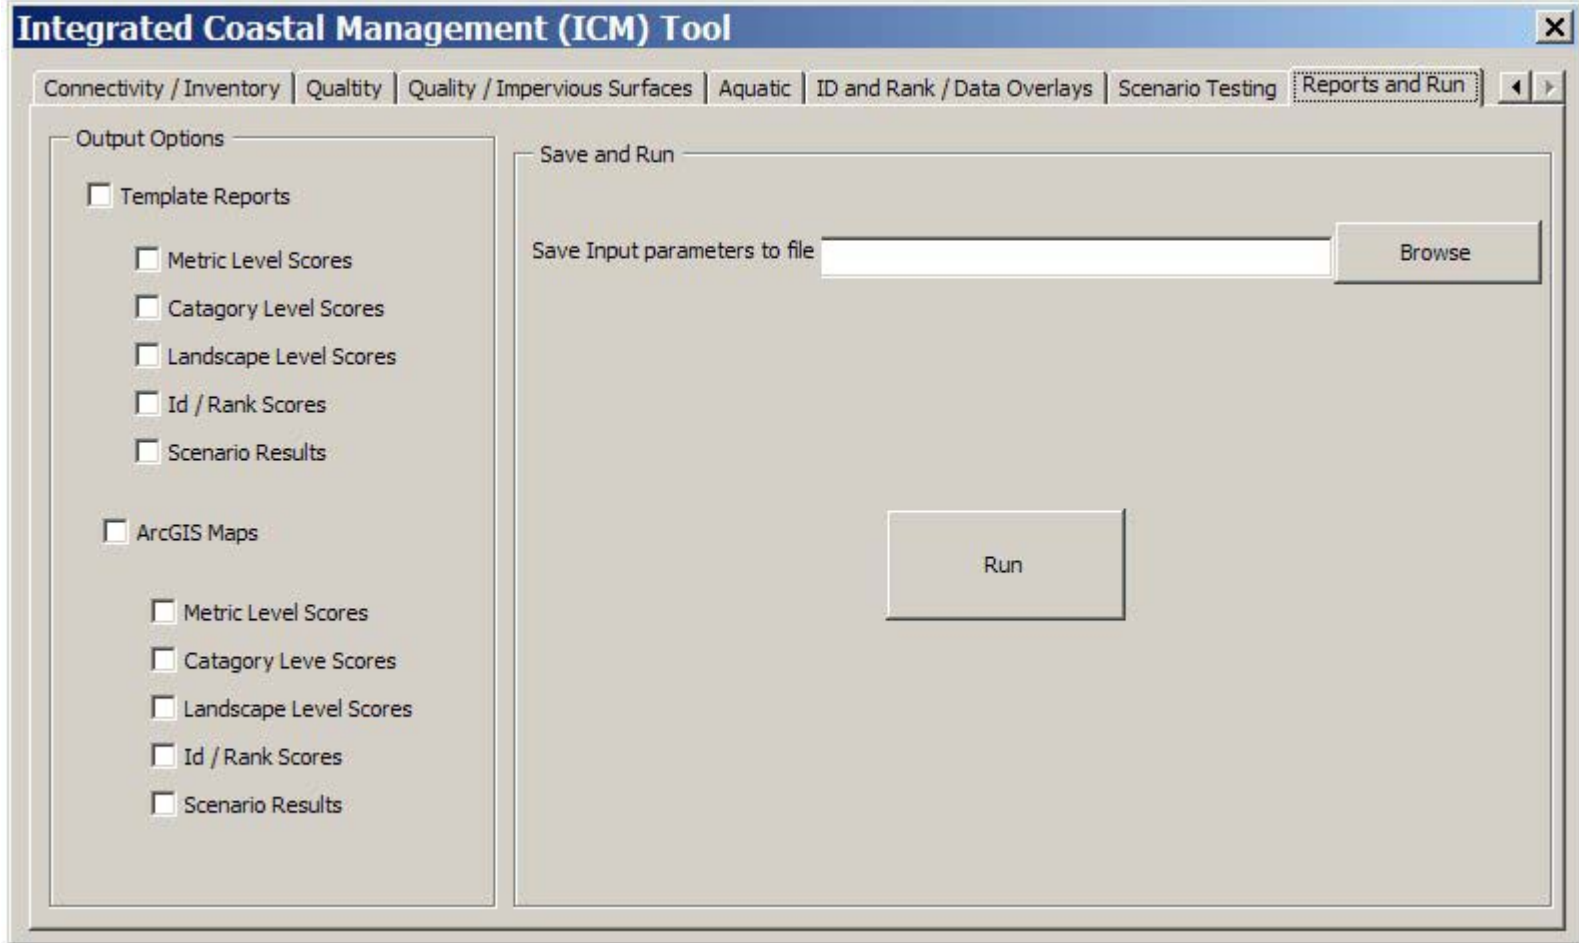 Integrated Coastal Management (ICM) Tool
Connectivity / Inventory
Qualtity
Quality / Impervious Surfaces
Aquatic
ID and Rank / Data Overlays
Scenario Testing
Reports and Run
Output Options
Template Reports
Metric Level Scores
Catagory Level Scores
Landscape Level Scores
Id / Rank Scores
Scenario Results
ArcGIS Maps
Metric Level Scores
Catagory Leve Scores
Landscape Level Scores
Id / Rank Scores
Scenario Results
Save and Run
Save Input parameters to file
Browse
Run